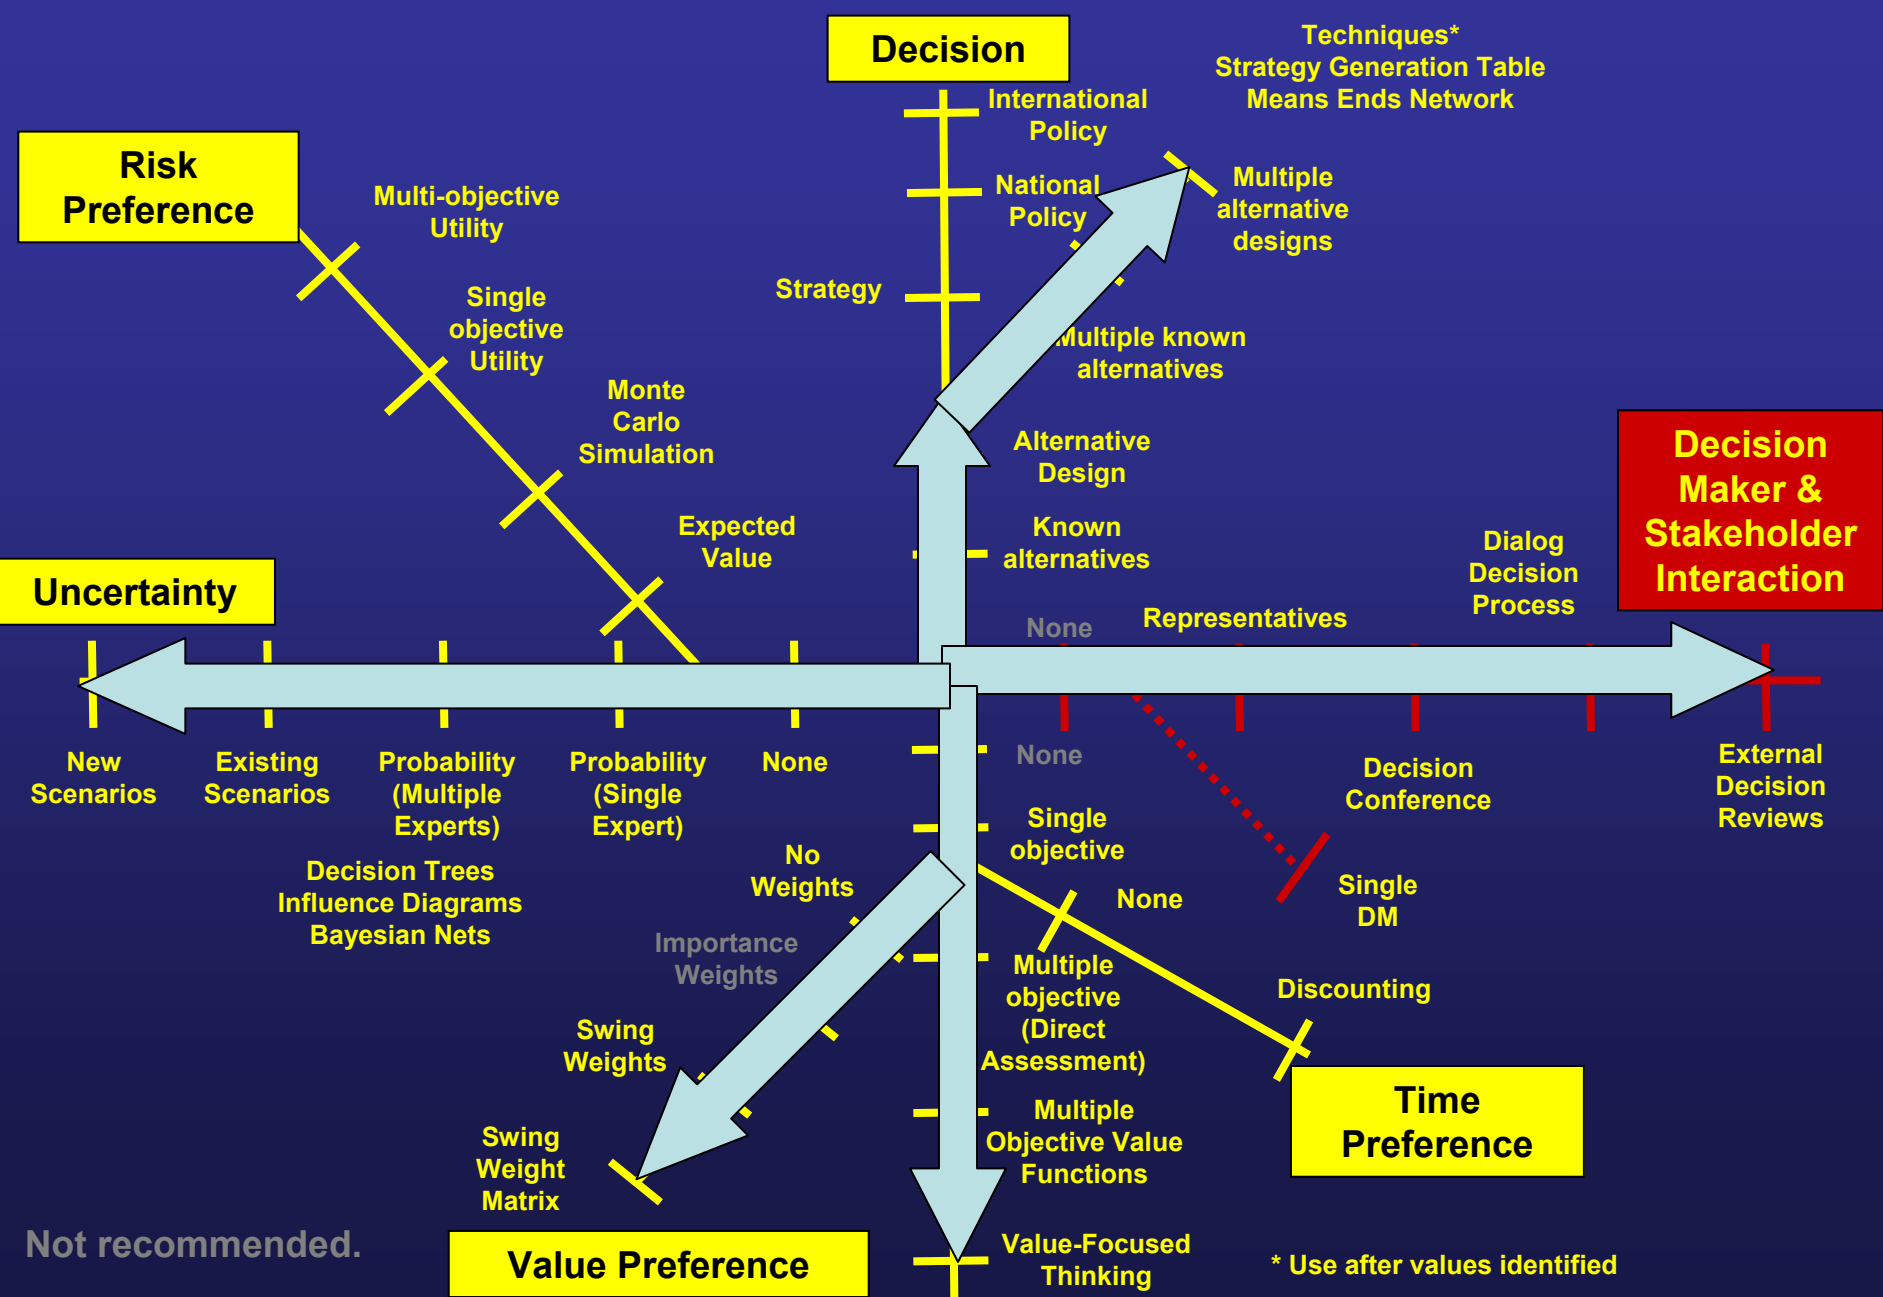 Decision
Techniques*
Strategy Generation Table
Means Ends Network
International
Policy
Risk
Preference
Multi-objective
Utility
National
Policy
Multiple
alternative
designs
Strategy
Single
objective
Utility
Multiple known
alternatives
Monte
Carlo
Simulation
Alternative
Design
Decision
Maker &
Stakeholder
Interaction
Expected
Value
Known
alternatives
Dialog
Decision
Process
Uncertainty
None
Representatives
New
Scenarios
Existing
Scenarios
Probability
(Multiple
Experts)
Probability
(Single
Expert)
None
None
Decision
Conference
External
Decision
Reviews
Decision Trees
Influence Diagrams
Bayesian Nets
No
Weights
Single
objective
None
Single
DM
Importance
Weights
Multiple
objective
(Direct
Assessment)
Discounting
Swing
Weights
Time
Preference
Multiple
Objective Value
Functions
Swing
Weight
Matrix
Not recommended.
Value Preference
Value-Focused
Thinking
* Use after values identified